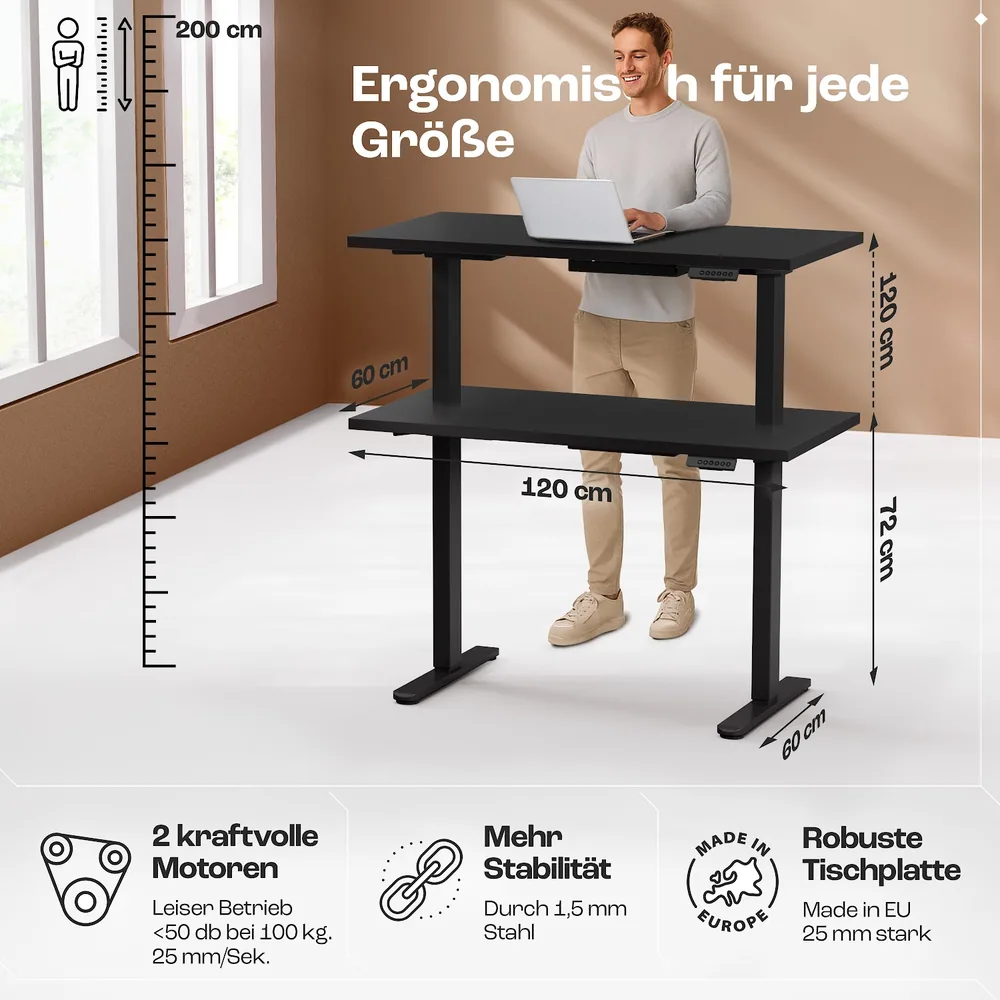 200 cm
Ergonomisch für jede
Größe
120 cm
60 cm
120 cm
72 cm
60 cm
2 kraftvolle
Motoren
Leiser Betrieb
<50 db bei 100 kg.
25 mm/Sek.
Mehr
Stabilität
Durch 1,5 mm
Stahl
MADE IN
EUROPE
Robuste
Tischplatte
Made in EU
25 mm stark